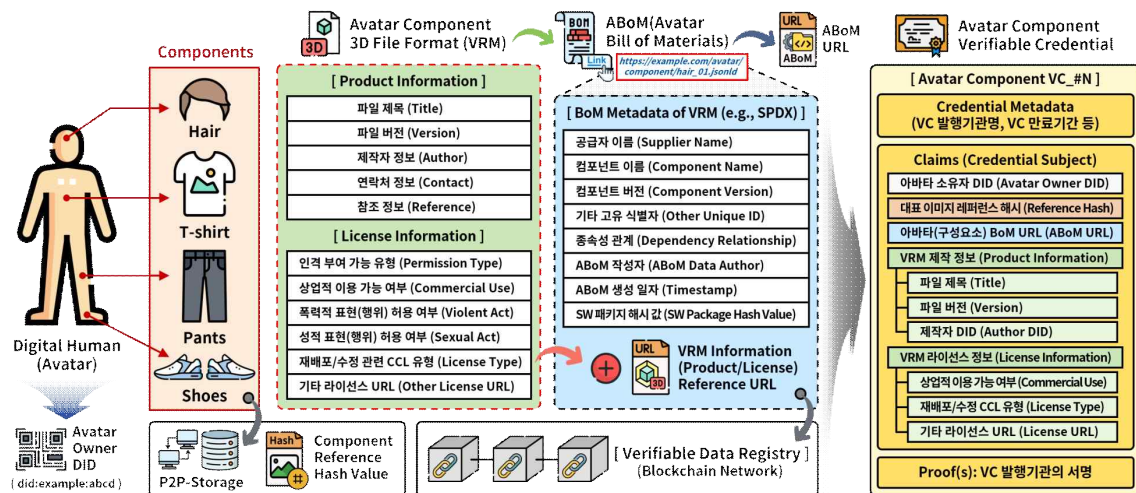 Components
Hair
T-shirt
Pants
Shoes
Digital Human
(Avatar)
Avatar
Owner
DiD
( did:example:abcd )
3D
Avatar Component
3D File Format (VRM)
[ Product Information ]
파일 제목 (Title)
파일 버전 (Version)
제작자 정보 (Author)
연락처 정보 (Contact)
참조 정보 (Reference)
[ License Information ]
인격 부여 가능 유형 (Permission Type)
상업적 이용 가능 여부 (Commercial Use)
폭력적 표현(행위) 허용 여부 (Violent Act)
성적 표현(행위) 허용 여부 (Sexual Act)
재배포/수정 관련 CCL 유형 (License Type)
기타 라이선스 URL (Other License URL)
BOM
Link
ABoM(Avatar
Bill of Materials)
https://example.com/avatar/
component/hair_01.jsonld
URL
ABoM
ABoM
URL
[ BoM Metadata of VRM (e.g., SPDX) ]
공급자 이름 (Supplier Name)
컴포넌트 이름 (Component Name)
컴포넌트 버전 (Component Version)
기타 고유 식별자 (Other Unique ID)
종속성 관계 (Dependency Relationship)
ABoM 작성자 (ABoM Data Author)
ABoM 생성 일자 (Timestamp)
SW 패키지 해시 값 (SW Package Hash Value)
URL
3D
VRM Information
(Product/License)
Reference URL
P2P-Storage
Hash
#
Component
Reference
Hash Value
[ Verifiable Data Registry ]
(Blockchain Network)
Avatar Component
Verifiable Credential
[ Avatar Component VC_#N ]
Credential Metadata
(VC 발행기관명, VC 만료기간 등)
Claims (Credential Subject)
아바타 소유자 DID (Avatar Owner DID)
대표 이미지 레퍼런스 해시 (Reference Hash)
아바타(구성요소) BoM URL (ABoM URL)
VRM 제작 정보 (Product Information)
파일 제목 (Title)
파일 버전 (Version)
제작자 DID (Author DID)
VRM 라이선스 정보 (License Information)
상업적 이용 가능 여부 (Commercial Use)
재배포/수정 CCL 유형 (License Type)
기타 라이선스 URL (License URL)
Proof(s): VC 발행기관의 서명